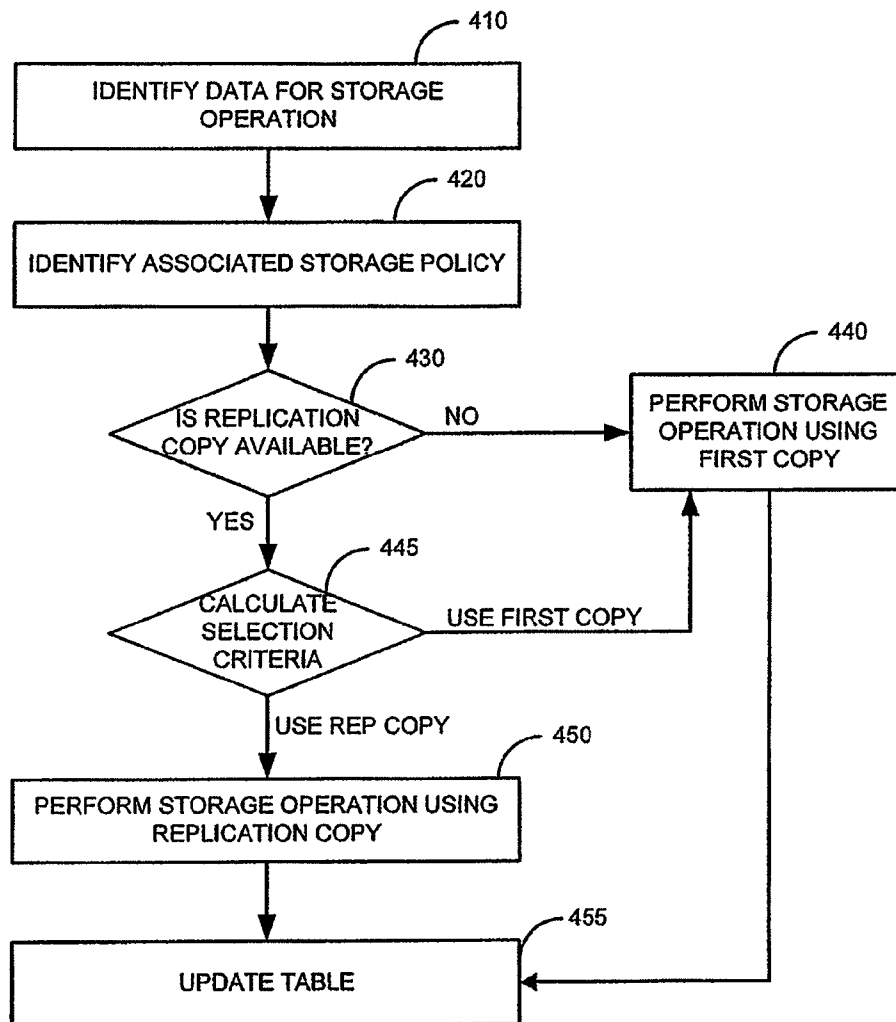 410
IDENTIFY DATA FOR STORAGE
OPERATION
420
IDENTIFY ASSOCIATED STORAGE POLICY
430
IS REPLICATION
COPY AVAILABLE?
NO
440
PERFORM STORAGE
OPERATION USING
FIRST COPY
YES
445
CALCULATE
SELECTION
CRITERIA
USE FIRST COPY
USE REP COPY
450
PERFORM STORAGE OPERATION USING
REPLICATION COPY
455
UPDATE TABLE